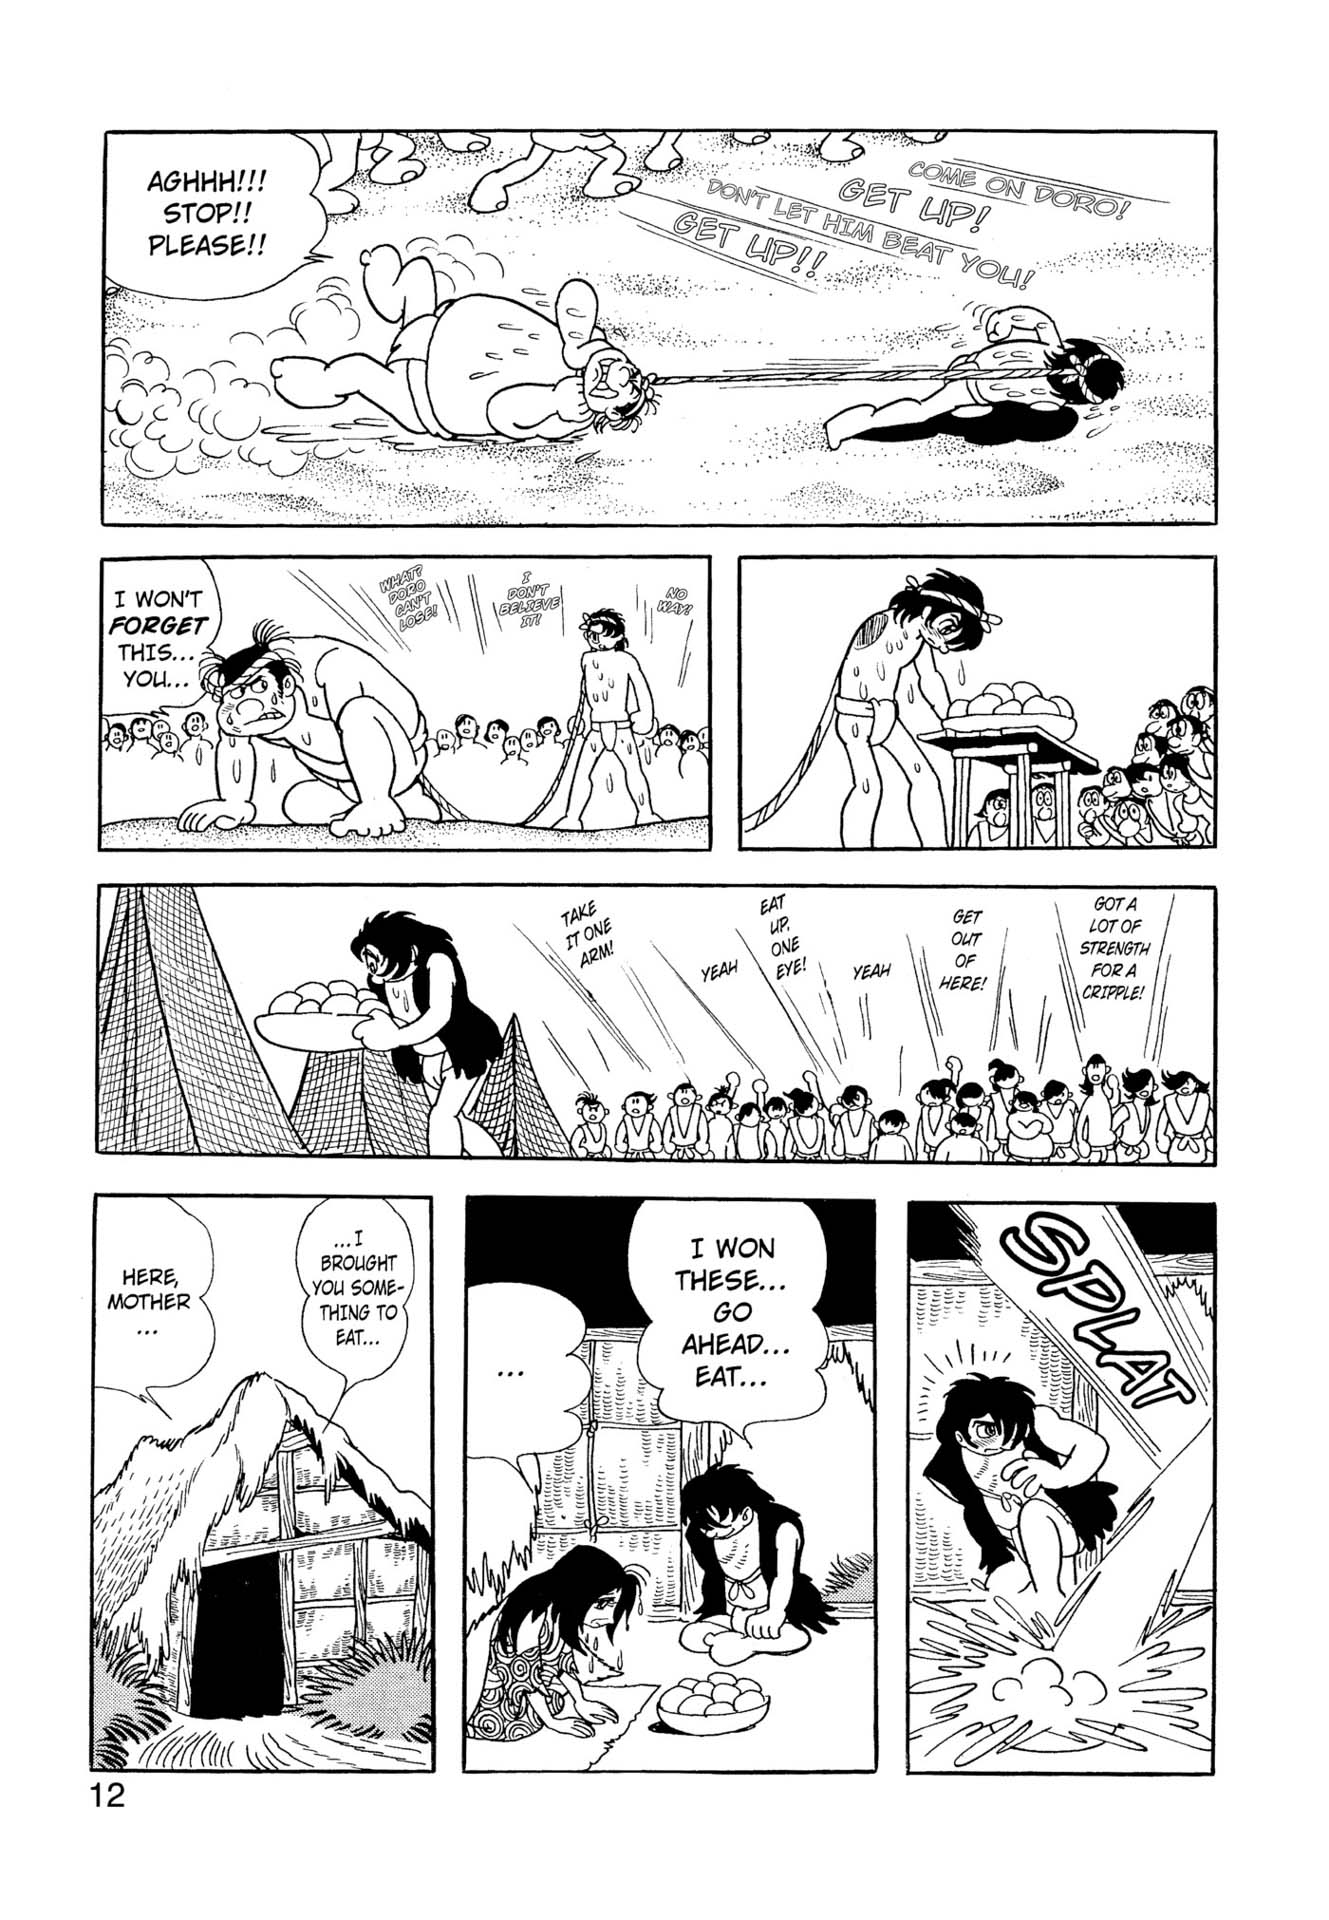 AGHHH!!!
STOP!!
PLEASE!!
COME ON DORO!
GET UP!
DON'T LET HIM BEAT YOU!
GET UP!!
I WON'T
FORGET
THIS...
YOU...
WHAT?
DORO
CAN'T
LOSE!
I
DON'T
BELIEVE
IT!
NO
WAY!
TAKE
IT ONE
ARM!
YEAH
EAT
UP,
ONE
EYE!
YEAH
GET
OUT
OF
HERE!
GOT A
LOT OF
STRENGTH
FOR A
CRIPPLE!
HERE,
MOTHER
...
...I
BROUGHT
YOU SOME-
THING TO
EAT...
I WON
THESE...
GO
AHEAD...
EAT...
...
SPLAT
12